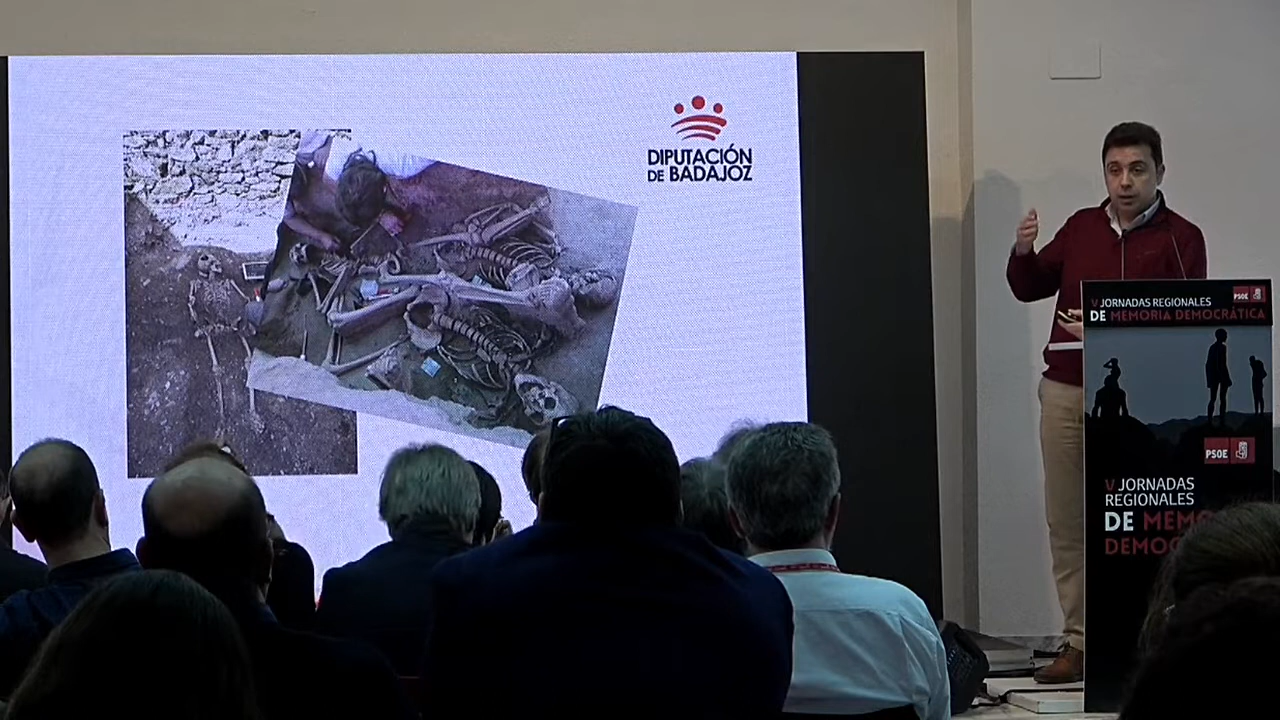 DIPUTACIÓN
DE BADAJOZ
V JORNADAS REGIONALES
DE MEMORIA DEMOCRÁTICA
PSOE
PSOE
V JORNADAS
REGIONALES
DE